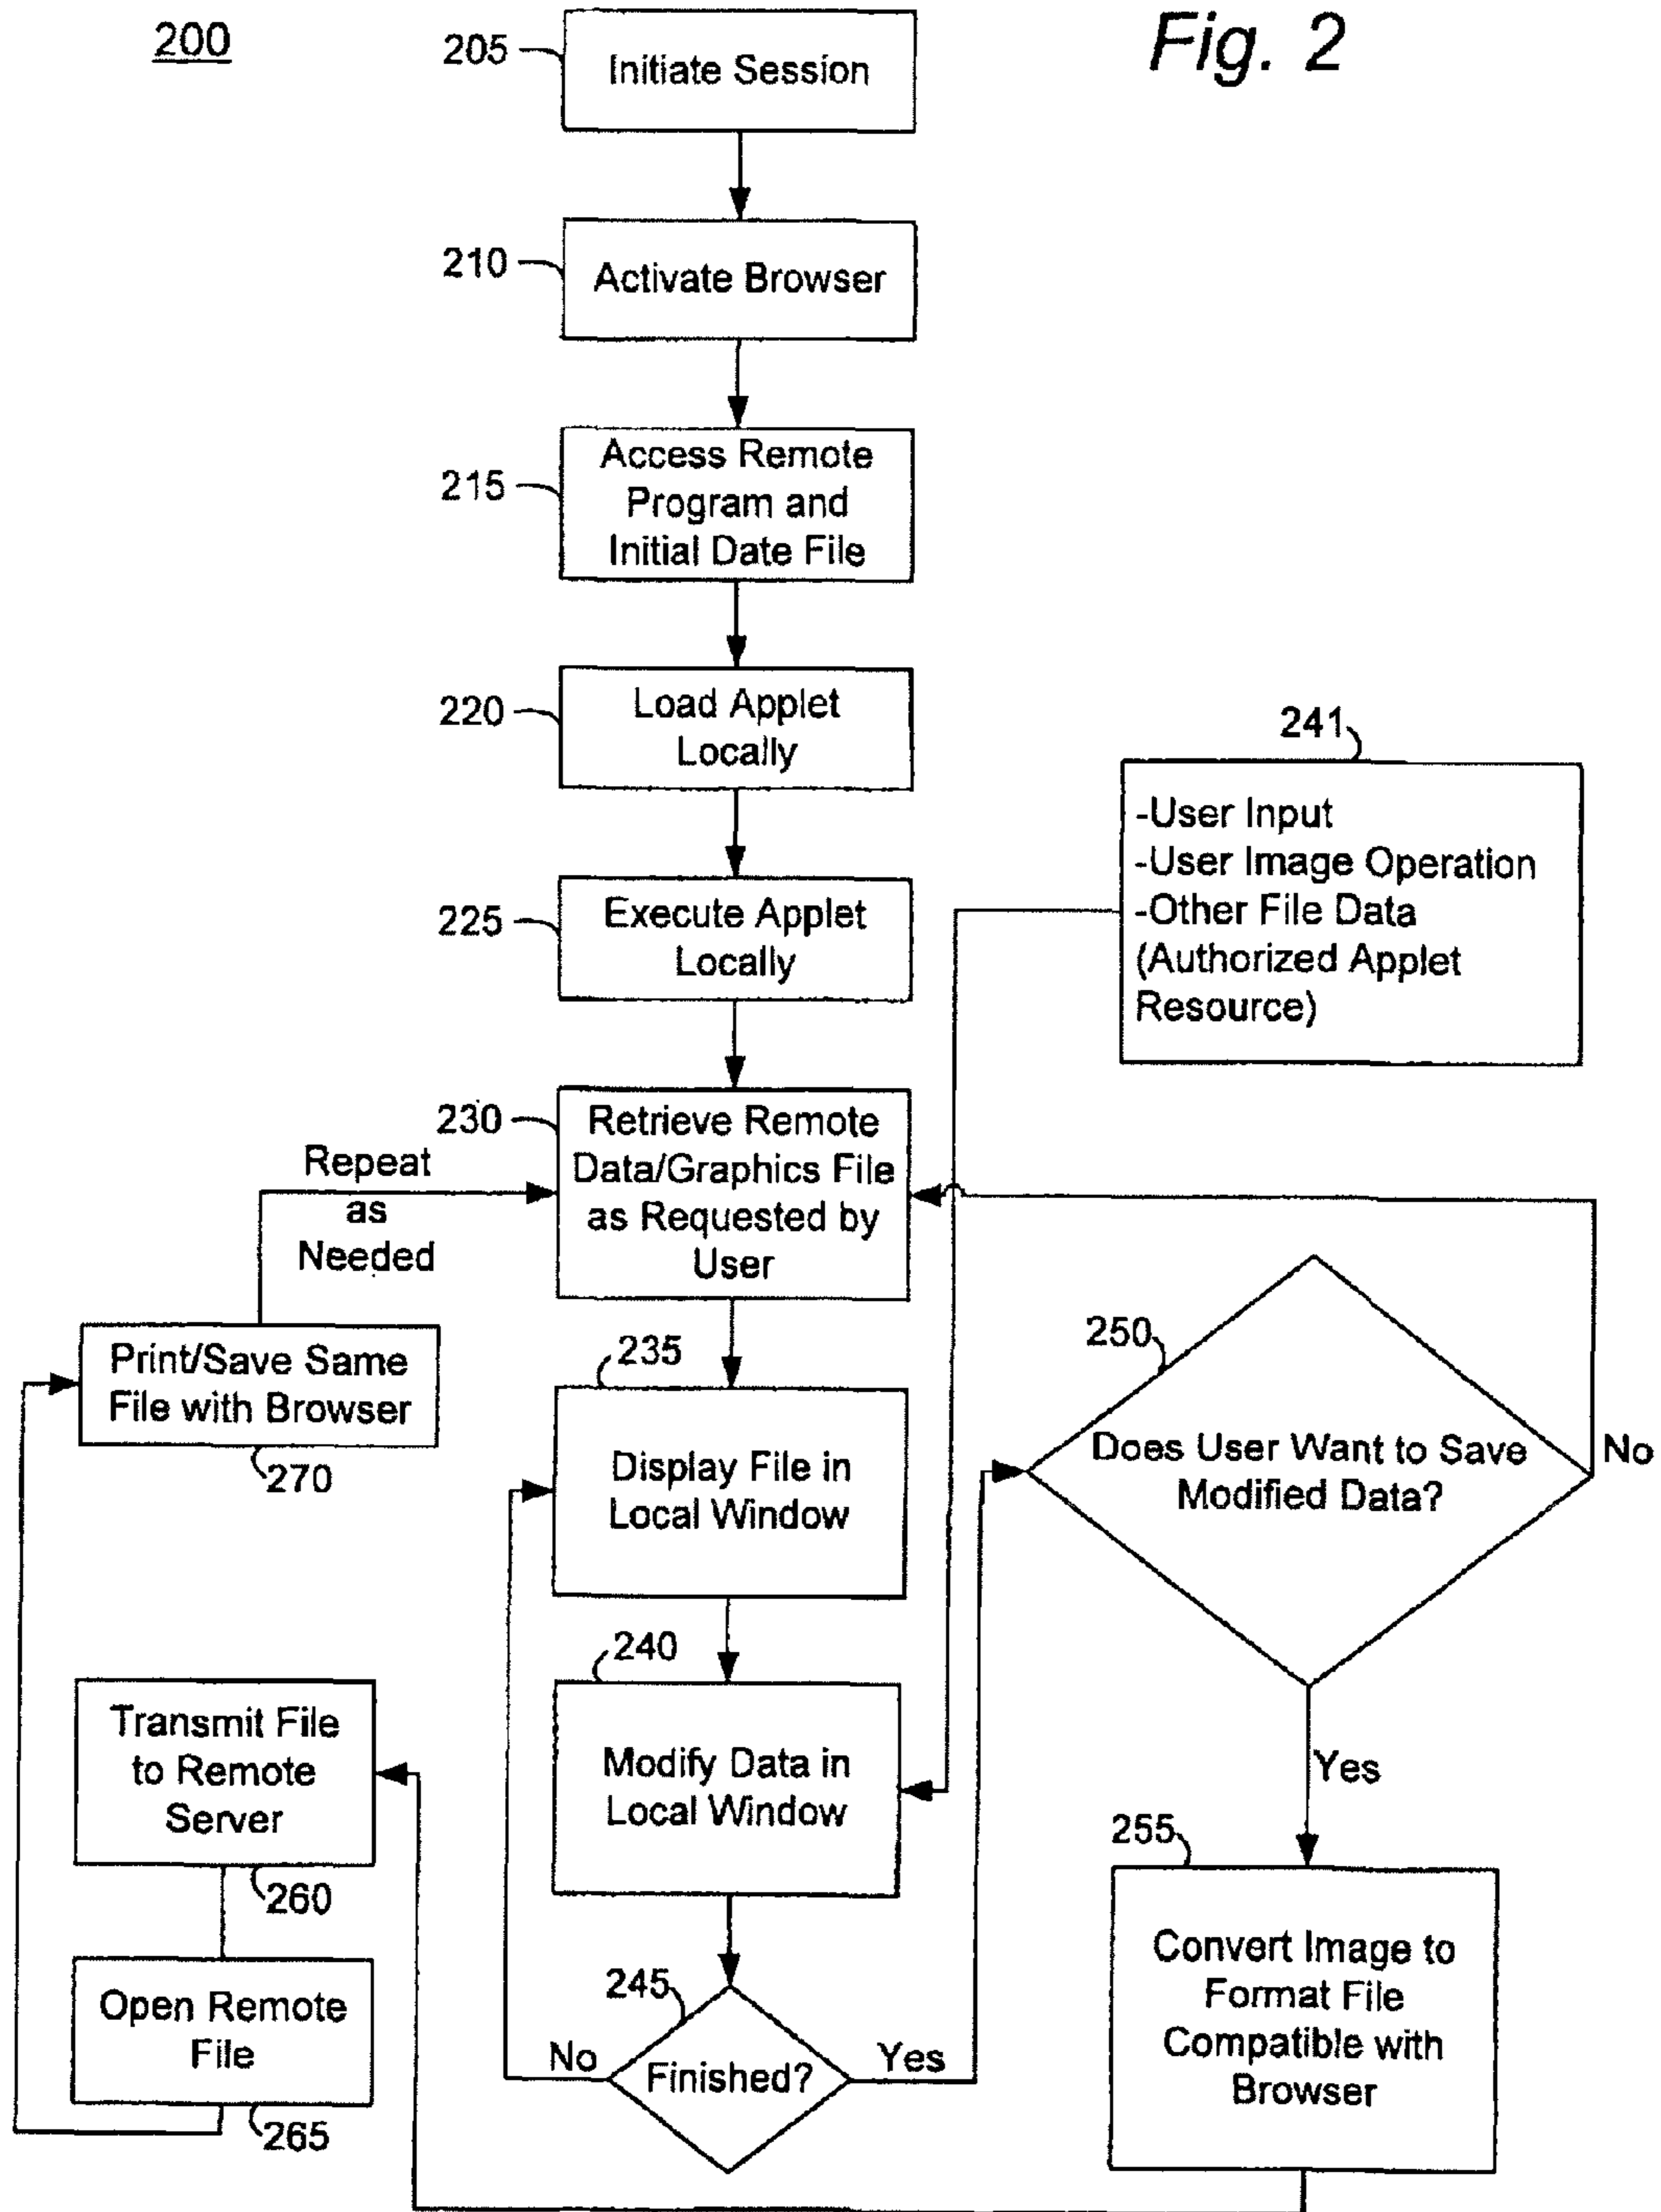 200
Fig. 2
205
Initiate Session
210
Activate Browser
215
Access Remote
Program and
Initial Date File
220
Load Applet
Locally
225
Execute Applet
Locally
241
-User Input
-User Image Operation
-Other File Data
(Authorized Applet
Resource)
230
Retrieve Remote
Data/Graphics File
as Requested by
User
Repeat
as
Needed
Print/Save Same
File with Browser
270
235
Display File in
Local Window
250
Does User Want to Save
Modified Data?
No
Yes
240
Modify Data in
Local Window
245
Finished?
No
Yes
255
Convert Image to
Format File
Compatible with
Browser
Transmit File
to Remote
Server
260
Open Remote
File
265